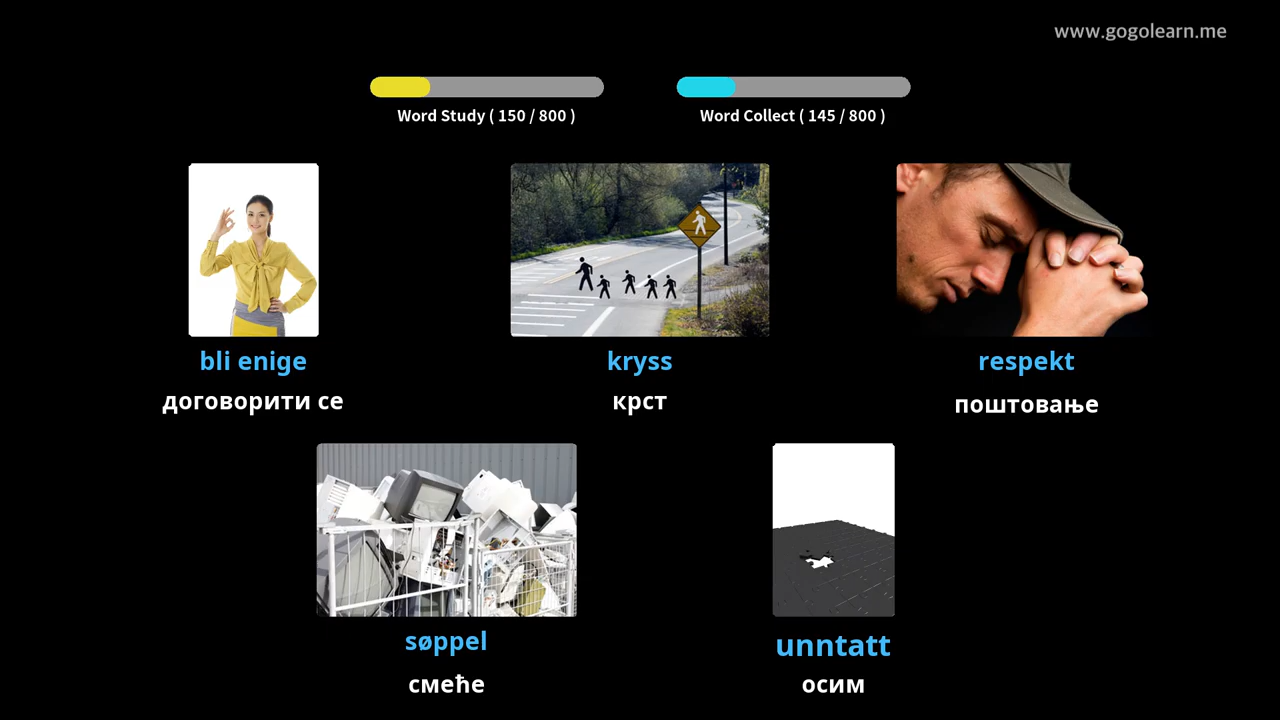 www.gogolearn.me
Word Study ( 150 / 800 )
Word Collect ( 145 / 800 )
bli enige
договорити се
kryss
крст
respekt
поштовање
søppel
смеће
unntatt
осим